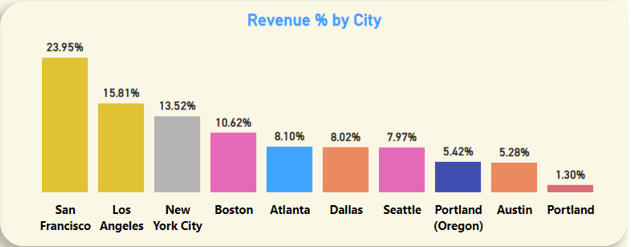 Revenue % by City
23.95%
15.81%
13.52%
10.62%
8.10%
8.02%
7.97%
5.42%
5.28%
1.30%
San Francisco
Los Angeles
New York City
Boston
Atlanta
Dallas
Seattle
Portland (Oregon)
Austin
Portland